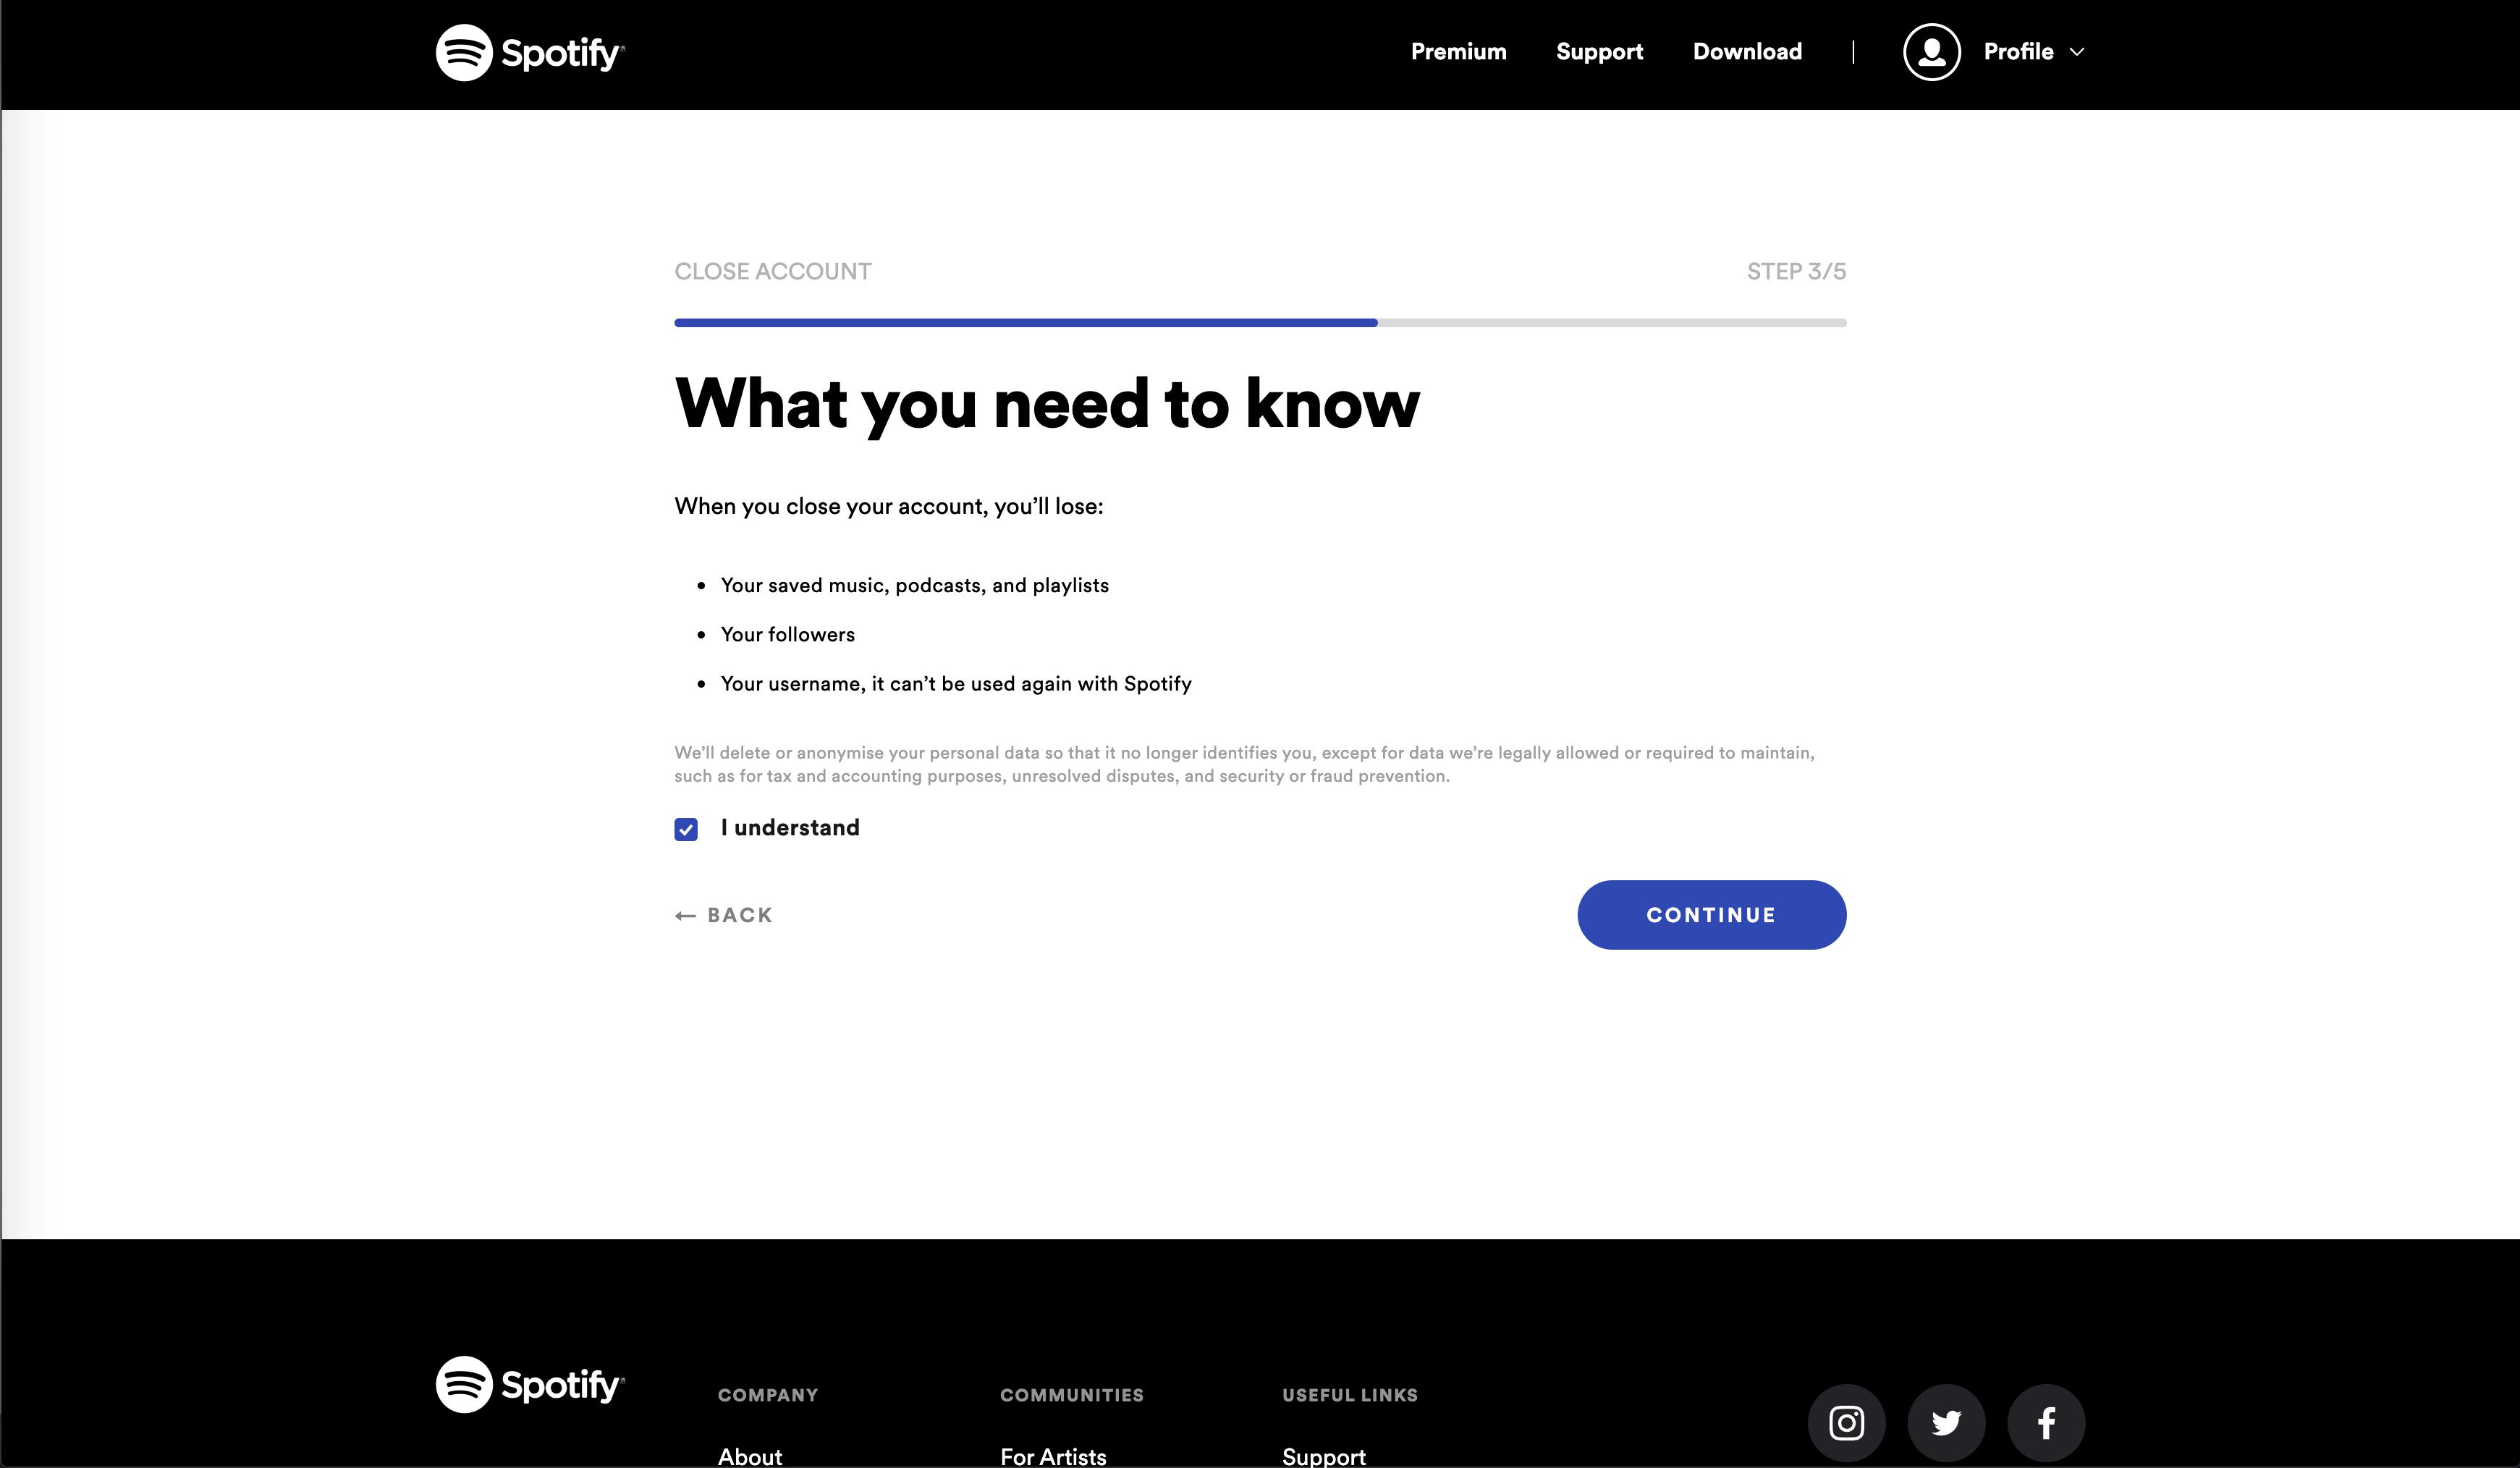 Spotify
Premium
Support
Download
Profile
CLOSE ACCOUNT
STEP 3/5
What you need to know
When you close your account, you’ll lose:
Your saved music, podcasts, and playlists
Your followers
Your username, it can’t be used again with Spotify
We’ll delete or anonymise your personal data so that it no longer identifies you, except for data we’re legally allowed or required to maintain,
such as for tax and accounting purposes, unresolved disputes, and security or fraud prevention.
I understand
BACK
CONTINUE
Spotify
COMPANY
COMMUNITIES
USEFUL LINKS
About
For Artists
Support